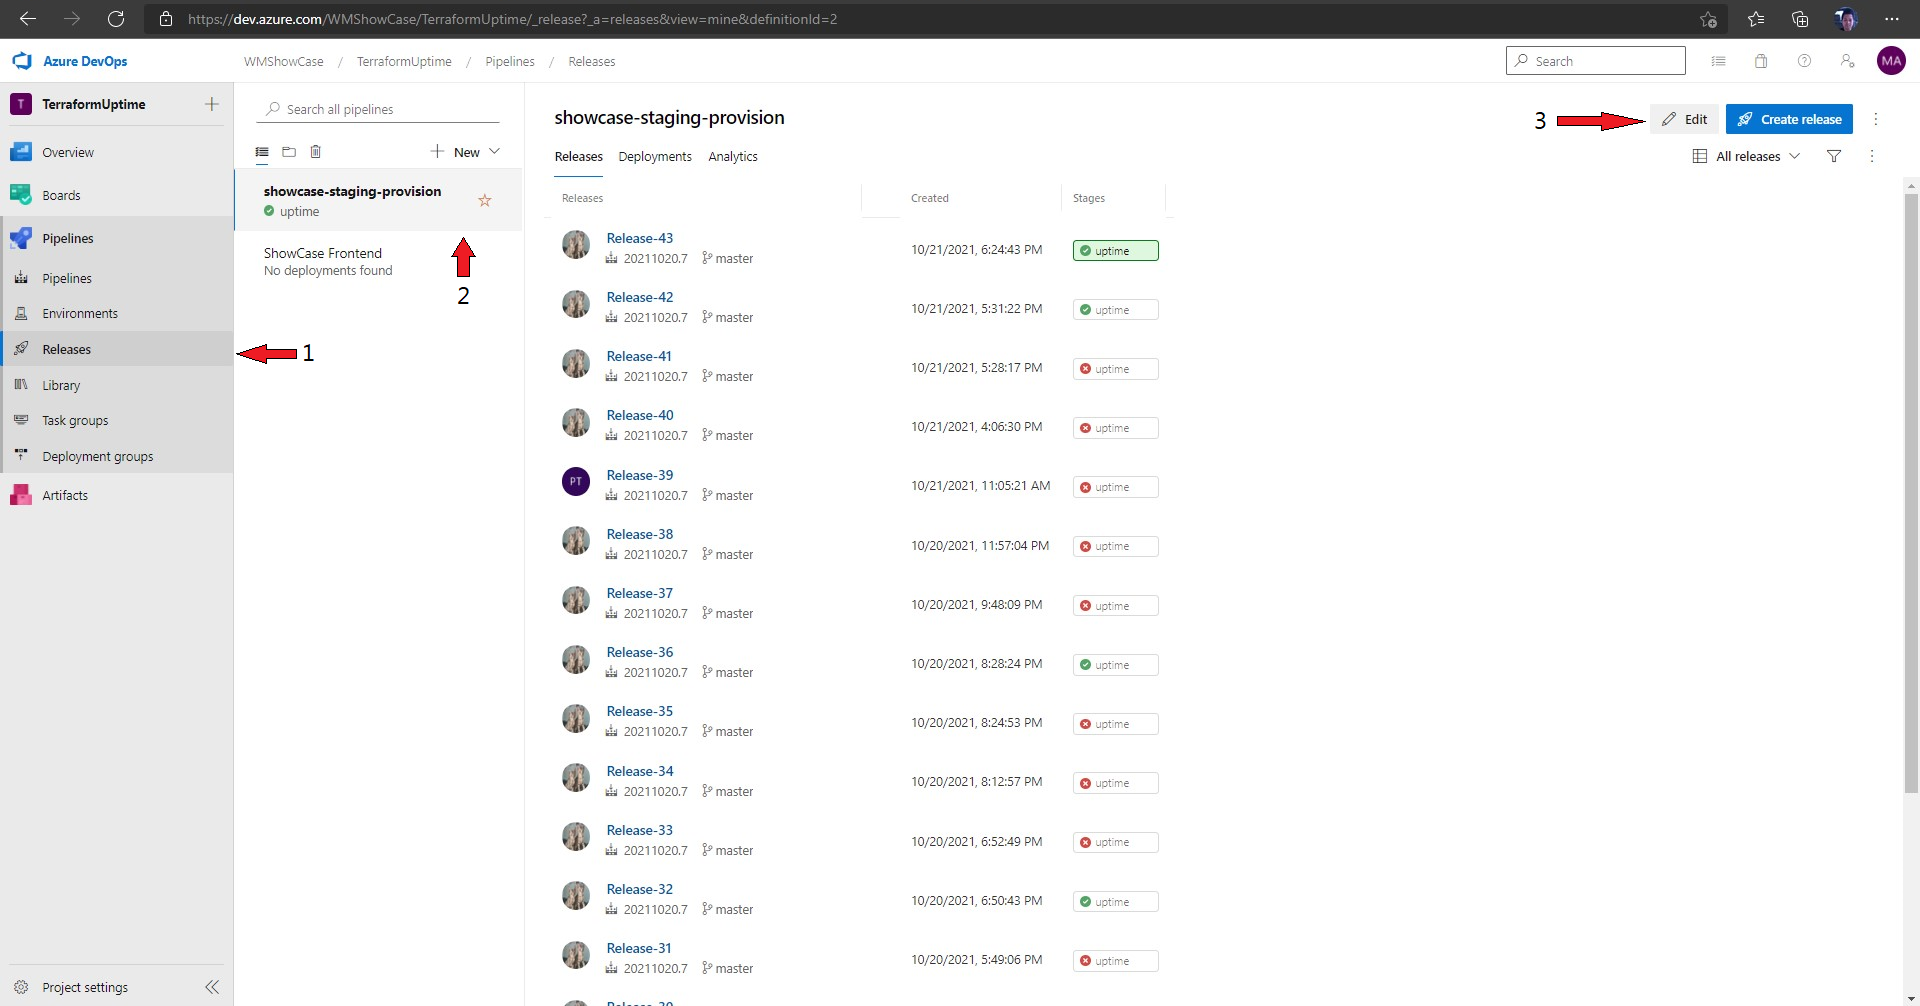 https://dev.azure.com/WMShowCase/TerraformUptime/_release?_a=releases&view=mine&definitionId=2
Azure DevOps
WMShowCase / TerraformUptime / Pipelines / Releases
Search
MA
T TerraformUptime
Overview
Boards
Pipelines
Pipelines
Environments
Releases
Library
Task groups
Deployment groups
Artifacts
Project settings
1
Search all pipelines
New
showcase-staging-provision
uptime
ShowCase Frontend
No deployments found
2
showcase-staging-provision
3
Edit
Create release
Releases Deployments Analytics
All releases
Releases Created Stages
Release-43
20211020.7 master
10/21/2021, 6:24:43 PM
uptime
Release-42
20211020.7 master
10/21/2021, 5:31:22 PM
uptime
Release-41
20211020.7 master
10/21/2021, 5:28:17 PM
uptime
Release-40
20211020.7 master
10/21/2021, 4:06:30 PM
uptime
PT
Release-39
20211020.7 master
10/21/2021, 11:05:21 AM
uptime
Release-38
20211020.7 master
10/20/2021, 11:57:04 PM
uptime
Release-37
20211020.7 master
10/20/2021, 9:48:09 PM
uptime
Release-36
20211020.7 master
10/20/2021, 8:28:24 PM
uptime
Release-35
20211020.7 master
10/20/2021, 8:24:53 PM
uptime
Release-34
20211020.7 master
10/20/2021, 8:12:57 PM
uptime
Release-33
20211020.7 master
10/20/2021, 6:52:49 PM
uptime
Release-32
20211020.7 master
10/20/2021, 6:50:43 PM
uptime
Release-31
20211020.7 master
10/20/2021, 5:49:06 PM
uptime